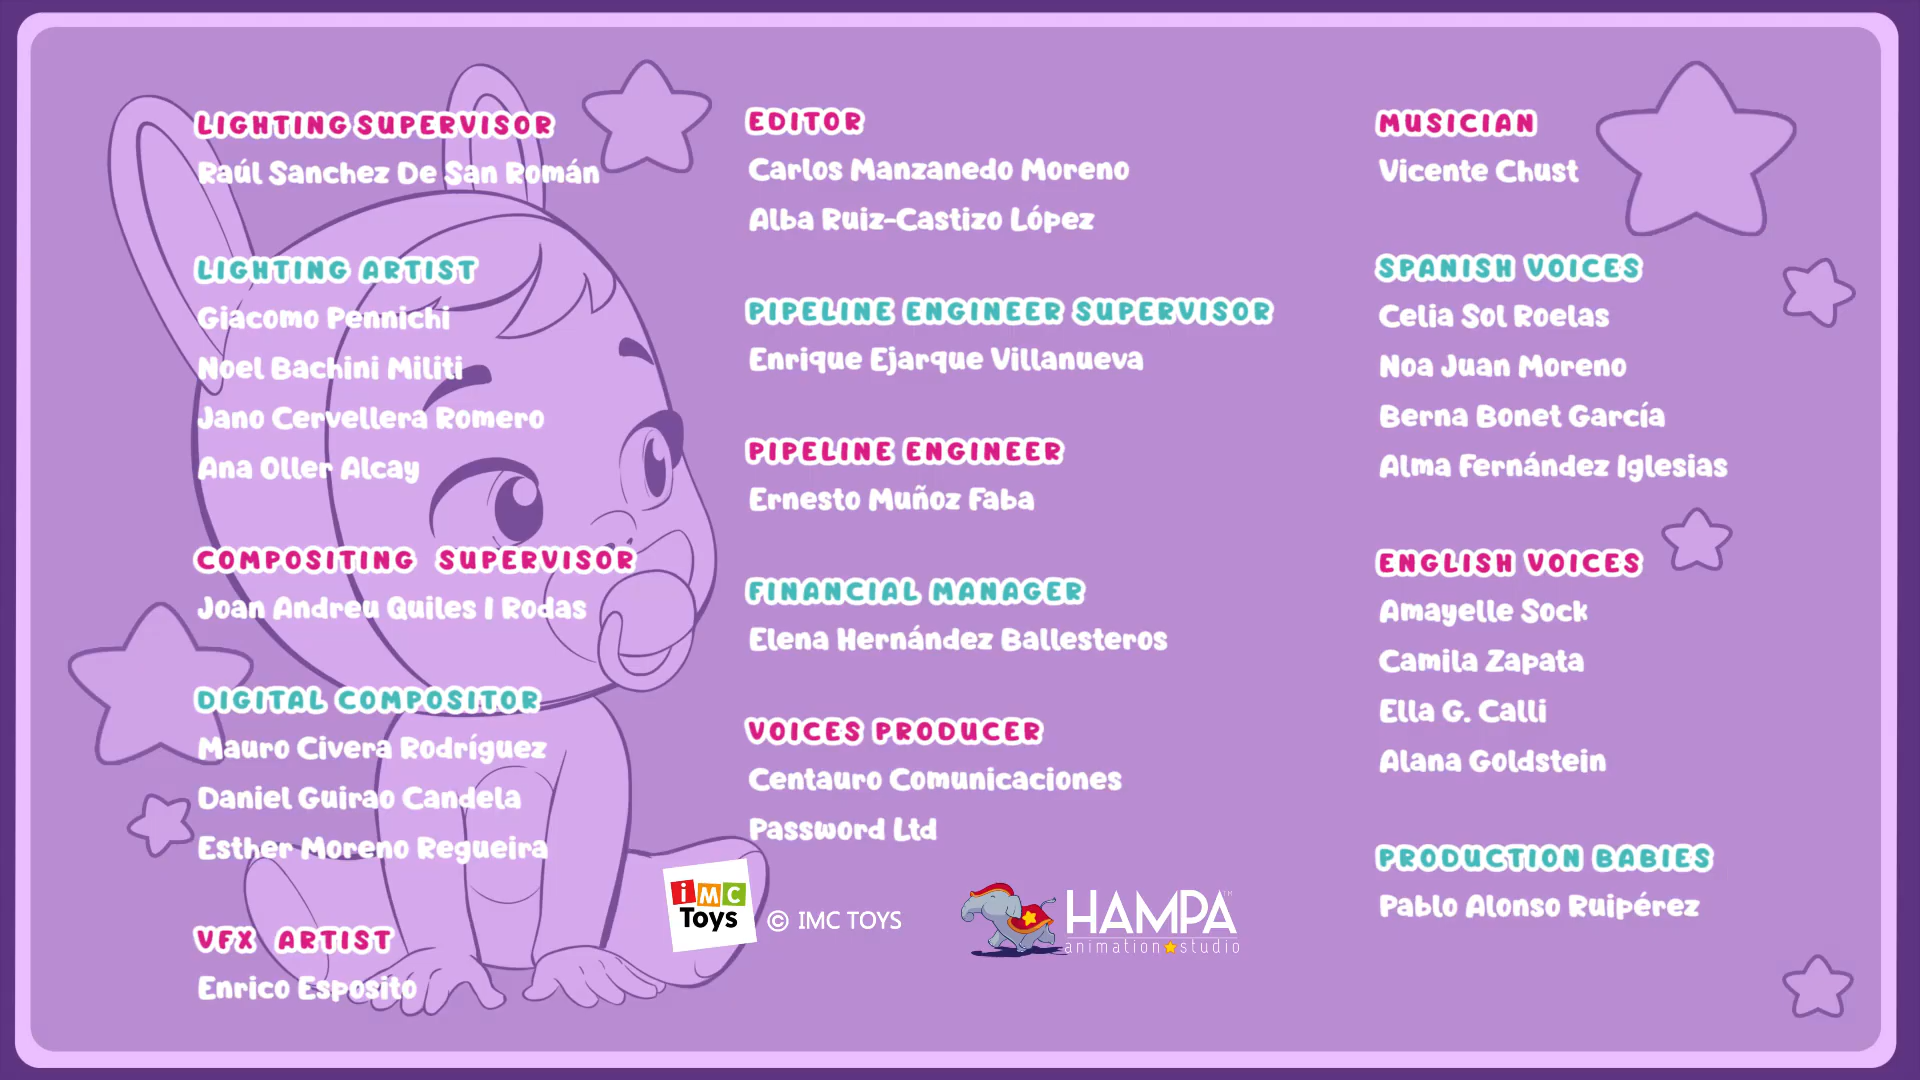 LIGHTING SUPERVISOR
Raúl Sanchez De San Román
LIGHTING ARTIST
Giacomo Pennichi
Noel Bachini Militi
Jano Cervellera Romero
Ana Oller Alcay
COMPOSITING SUPERVISOR
Joan Andreu Quiles I Rodas
DIGITAL COMPOSITOR
Mauro Civera Rodríguez
Daniel Guirao Candela
Esther Moreno Regueira
VFX ARTIST
Enrico Esposito
EDITOR
Carlos Manzanedo Moreno
Alba Ruiz-Castizo López
PIPELINE ENGINEER SUPERVISOR
Enrique Ejarque Villanueva
PIPELINE ENGINEER
Ernesto Muñoz Faba
FINANCIAL MANAGER
Elena Hernández Ballesteros
VOICES PRODUCER
Centauro Comunicaciones
Password Ltd
iMC
Toys
© IMC TOYS
HAMPA™
animation studio
MUSICIAN
Vicente Chust
SPANISH VOICES
Celia Sol Roelas
Noa Juan Moreno
Berna Bonet García
Alma Fernández Iglesias
ENGLISH VOICES
Amayelle Sock
Camila Zapata
Ella G. Calli
Alana Goldstein
PRODUCTION BABIES
Pablo Alonso Ruipérez